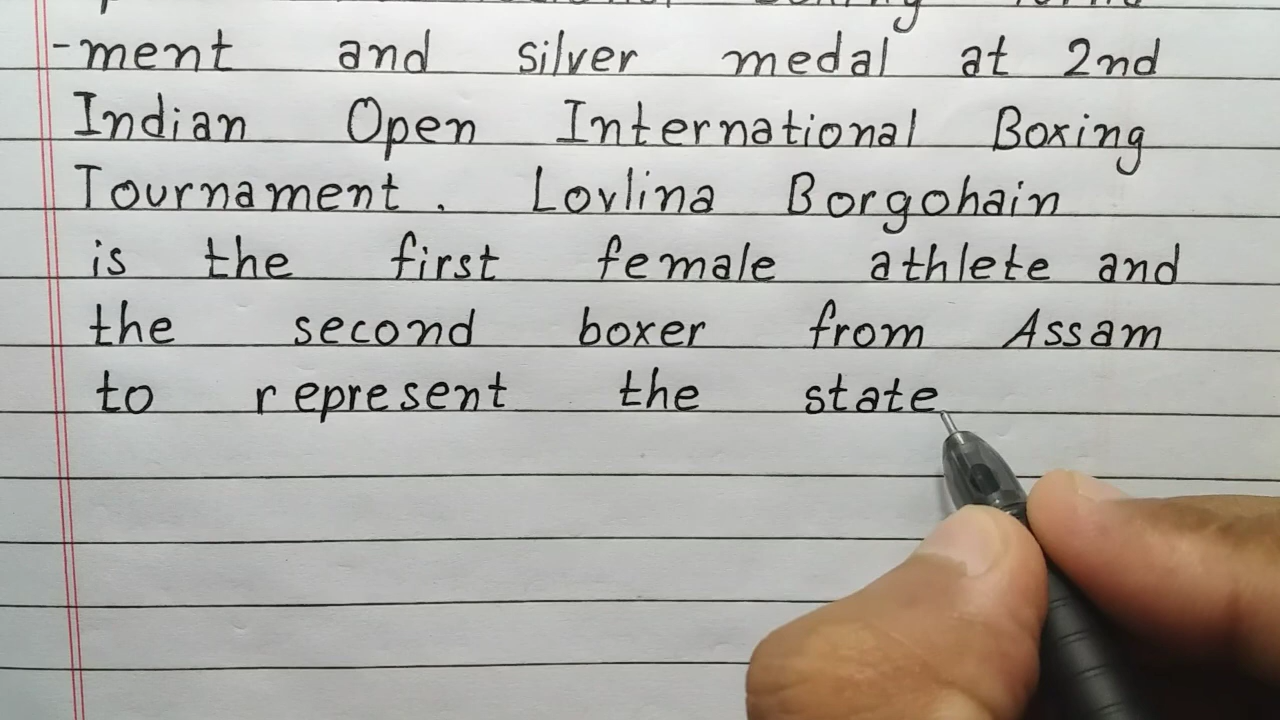 -ment and silver medal at 2nd
Indian Open International Boxing
Tournament. Lovlina Borgohain
is the first female athlete and
the second boxer from Assam
to represent the state